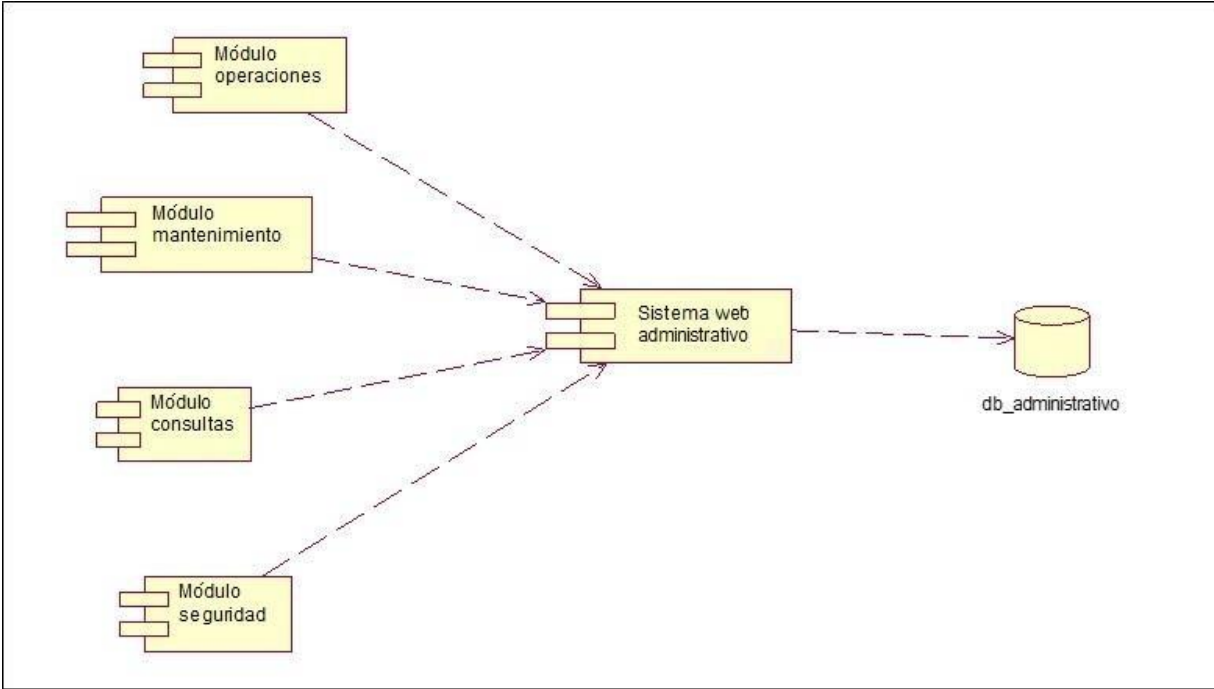 Módulo
operaciones
Módulo
mantenimiento
Sistema web
administrativo
db_administrativo
Módulo
consultas
Módulo
seguridad